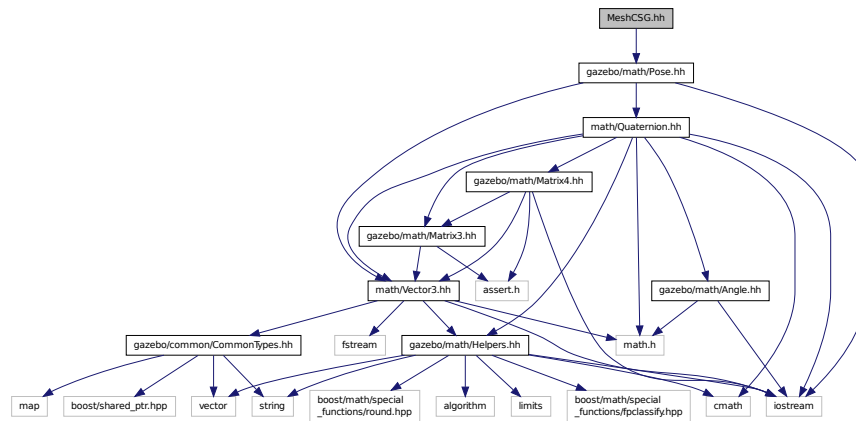 MeshCSG.hh
gazebo/math/Pose.hh
math/Quaternion.hh
gazebo/math/Matrix4.hh
gazebo/math/Matrix3.hh
math/Vector3.hh
assert.h
gazebo/math/Angle.hh
gazebo/common/CommonTypes.hh
fstream
gazebo/math/Helpers.hh
math.h
map
boost/shared_ptr.hpp
vector
string
boost/math/special
_functions/round.hpp
algorithm
limits
boost/math/special
_functions/fpclassify.hpp
cmath
iostream